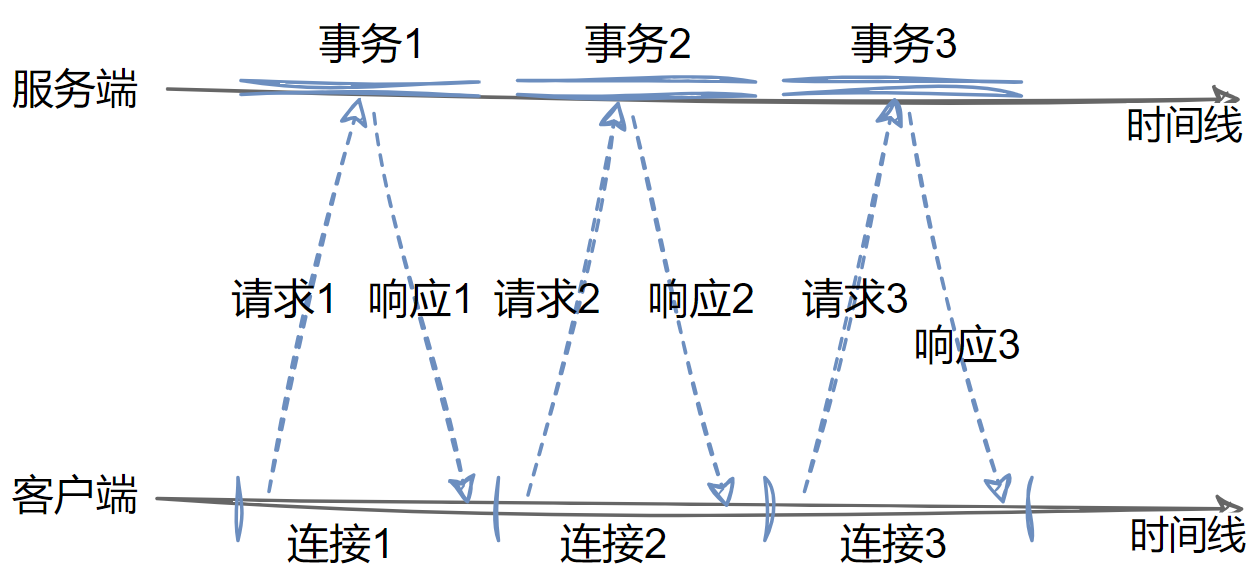 事务1 事务2 事务3
服务端
时间线
请求1 响应1 请求2 响应2 请求3
响应3
客户端
连接1 连接2 连接3
时间线